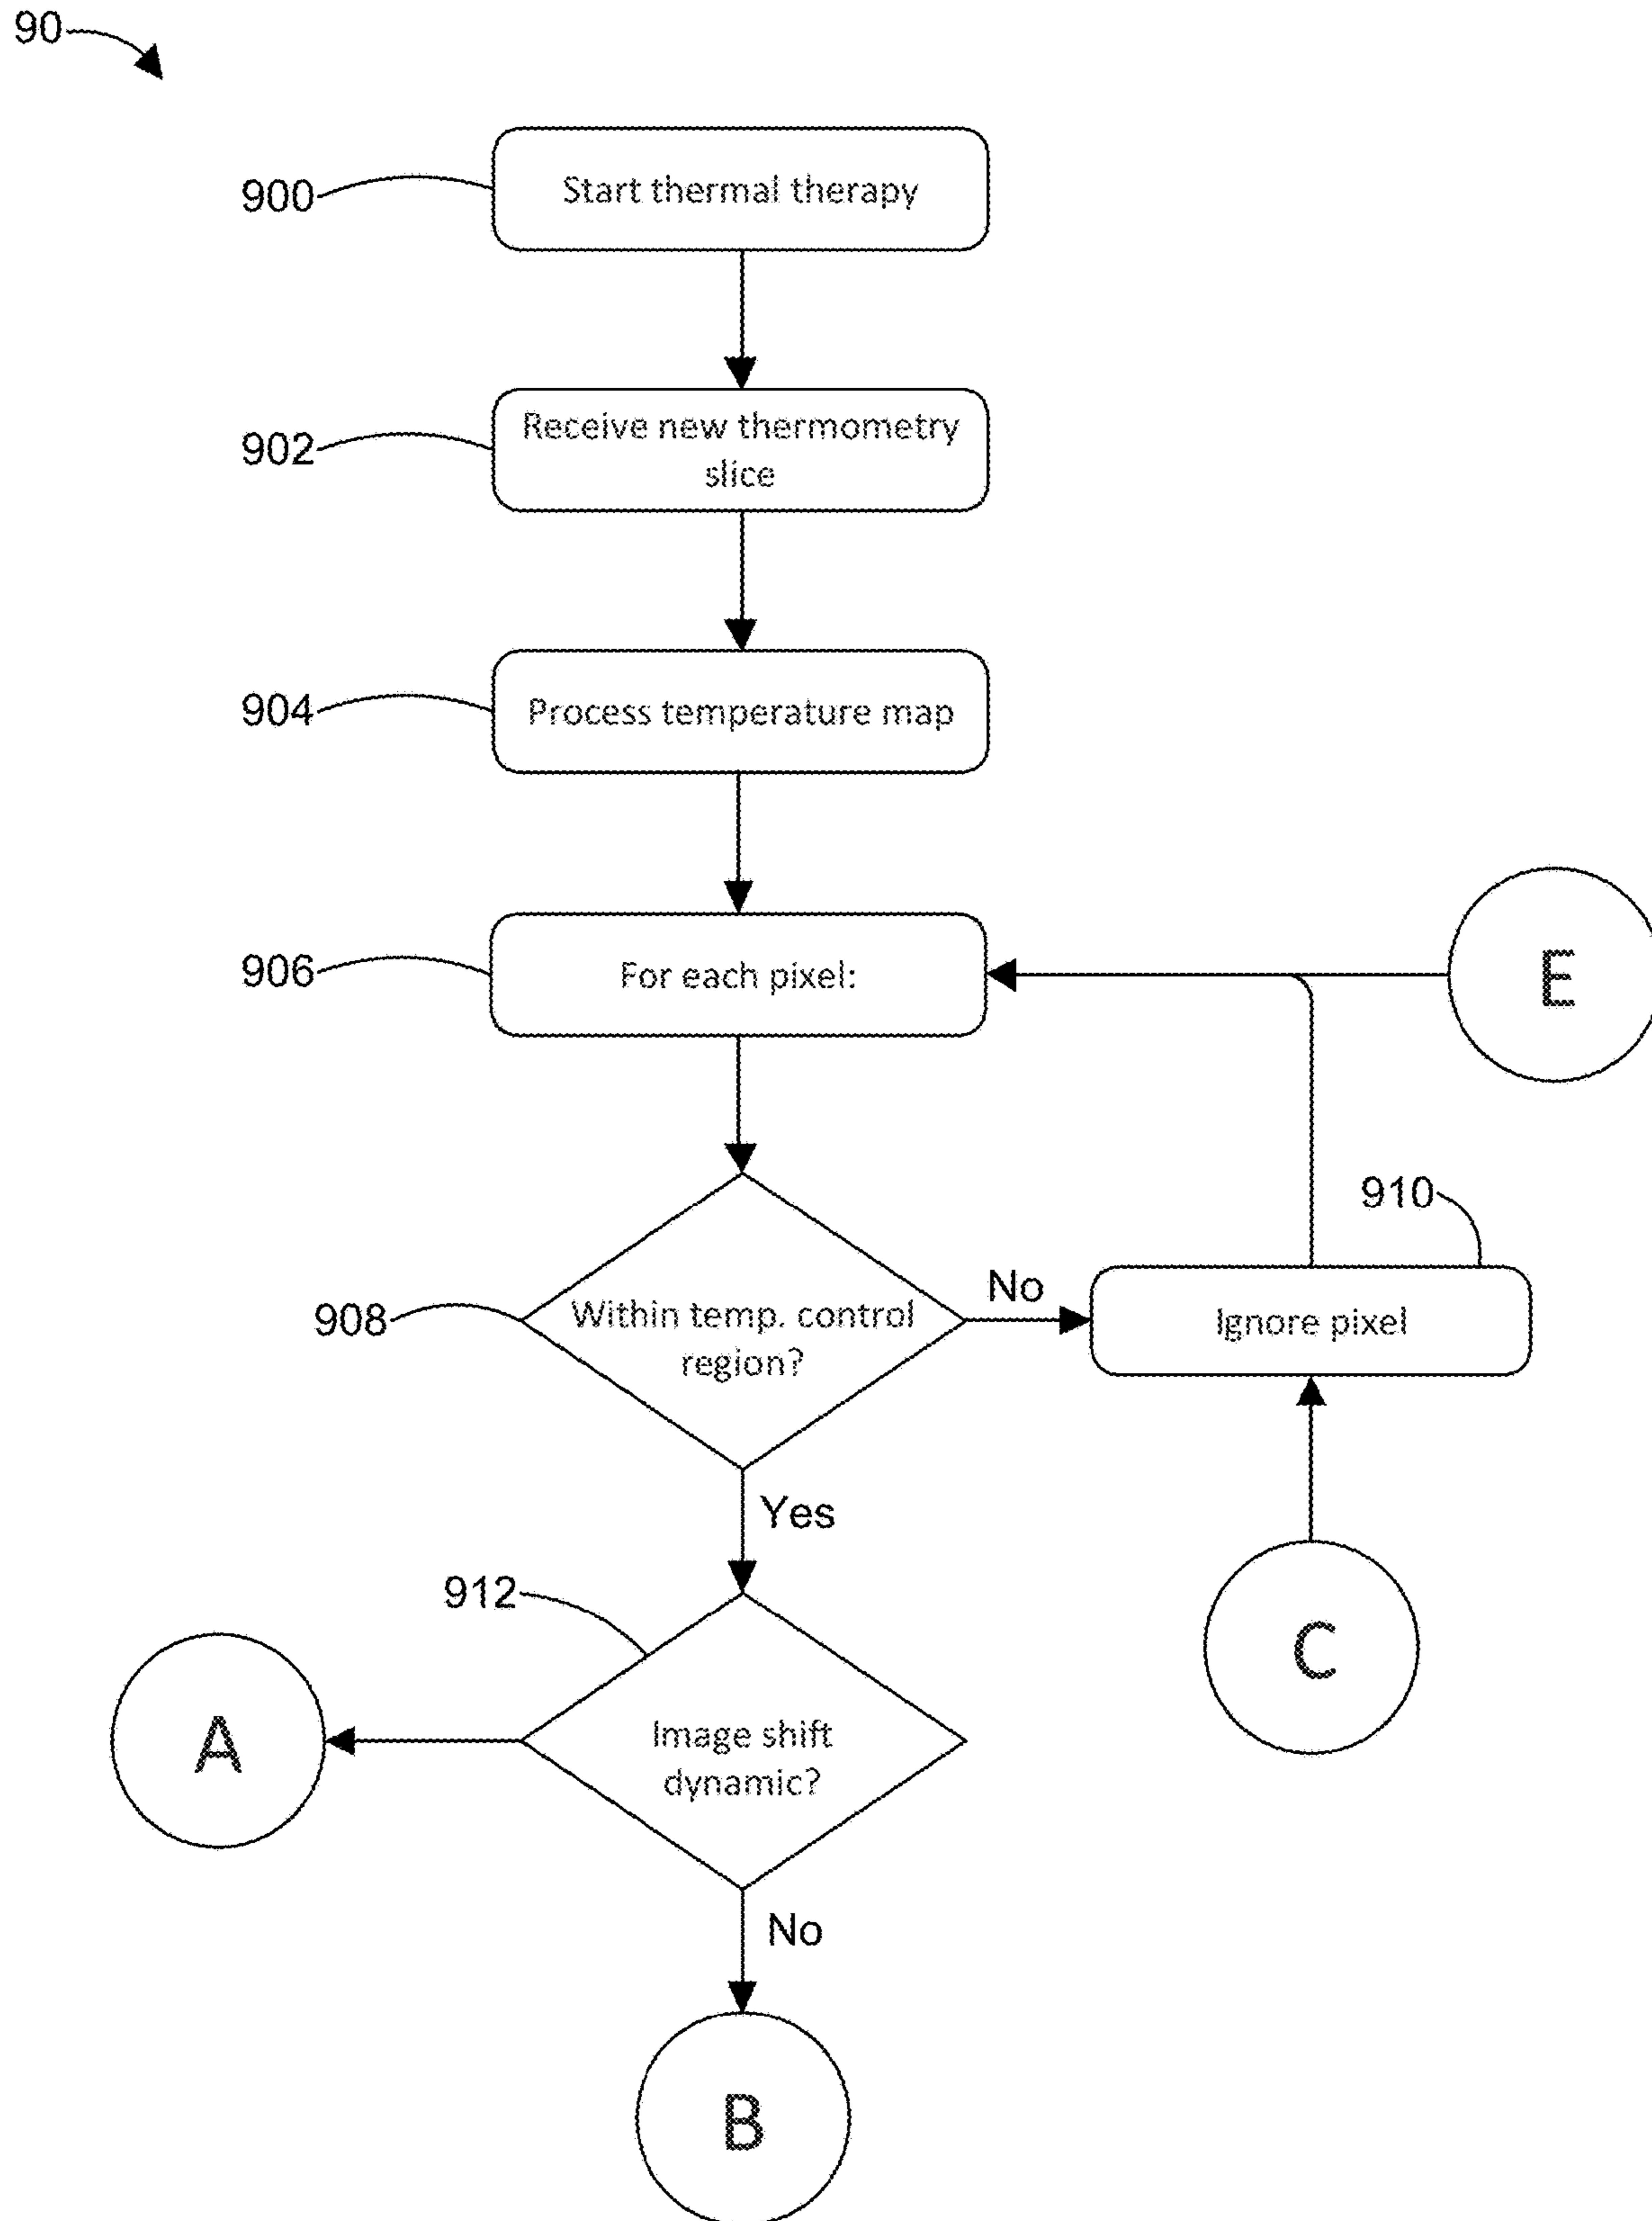 90
900
Start thermal therapy
902
Receive new thermometry
slice
904
Process temperature map
906
For each pixel:
E
910
908
Within temp. control
region?
No
Ignore pixel
Yes
912
C
A
Image shift
dynamic?
No
B